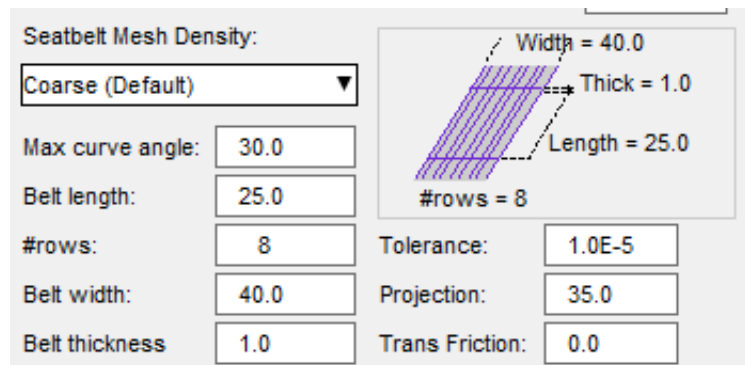 Seatbelt Mesh Density:
Coarse (Default) ▼
Max curve angle: 30.0
Belt length: 25.0
#rows: 8
Belt width: 40.0
Belt thickness 1.0
Width = 40.0
Thick = 1.0
Length = 25.0
#rows = 8
Tolerance: 1.0E-5
Projection: 35.0
Trans Friction: 0.0